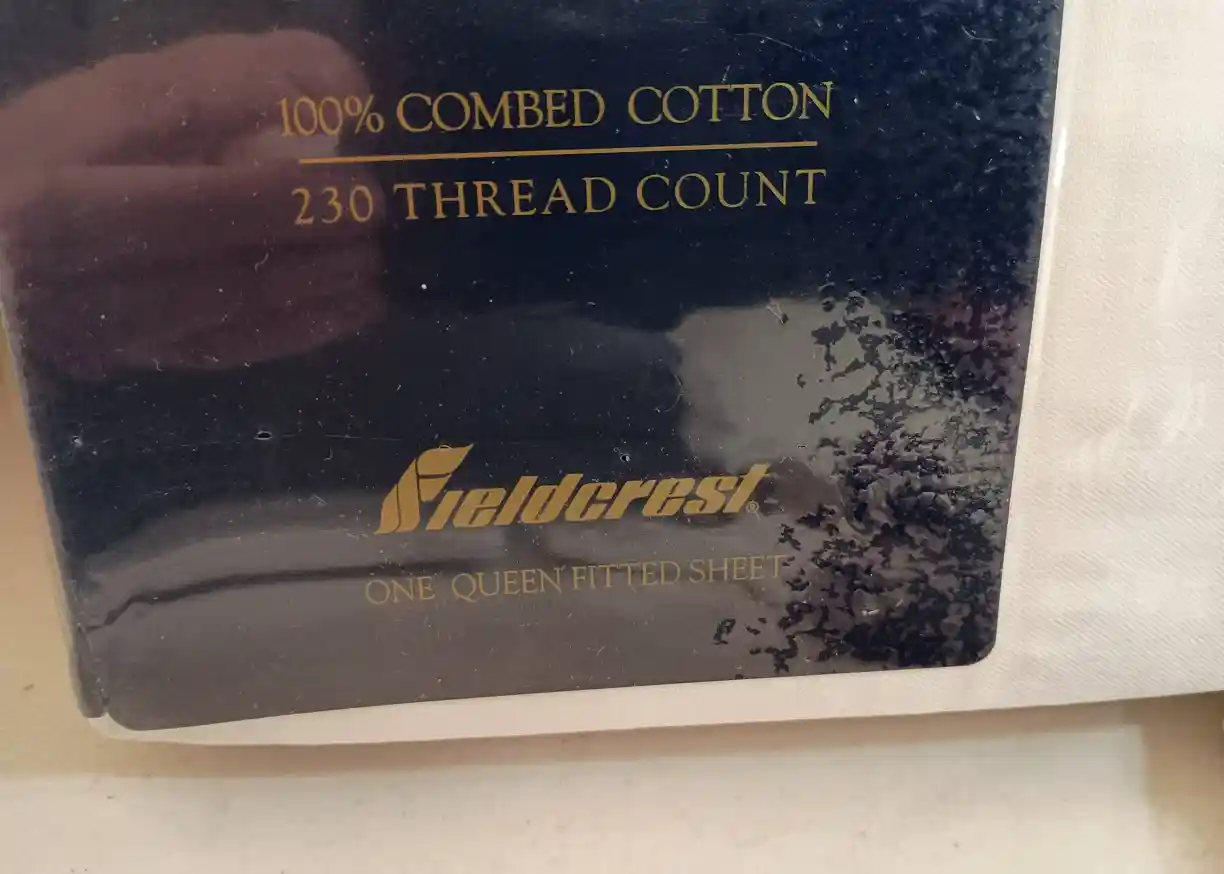 100% COMBED COTTON
230 THREAD COUNT
Fieldcrest®
ONE QUEEN FITTED SHEET